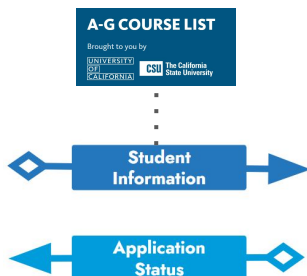 A-G COURSE LIST
Brought to you by
UNIVERSITY
OF
CALIFORNIA
CSU The California
State University
Student
Information
Application
Status